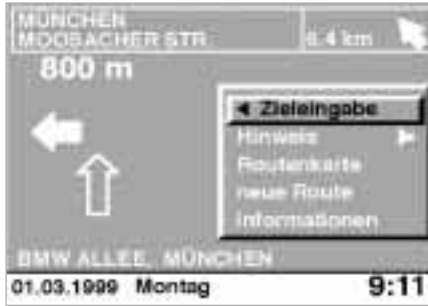 MÜNCHEN
MOOSACHER STR. 6.4 km
800 m
Zieleingabe
Hinweis
Routenkarte
neue Route
Informationen
BMW ALLEE, MÜNCHEN
01.03.1999 Montag 9:11